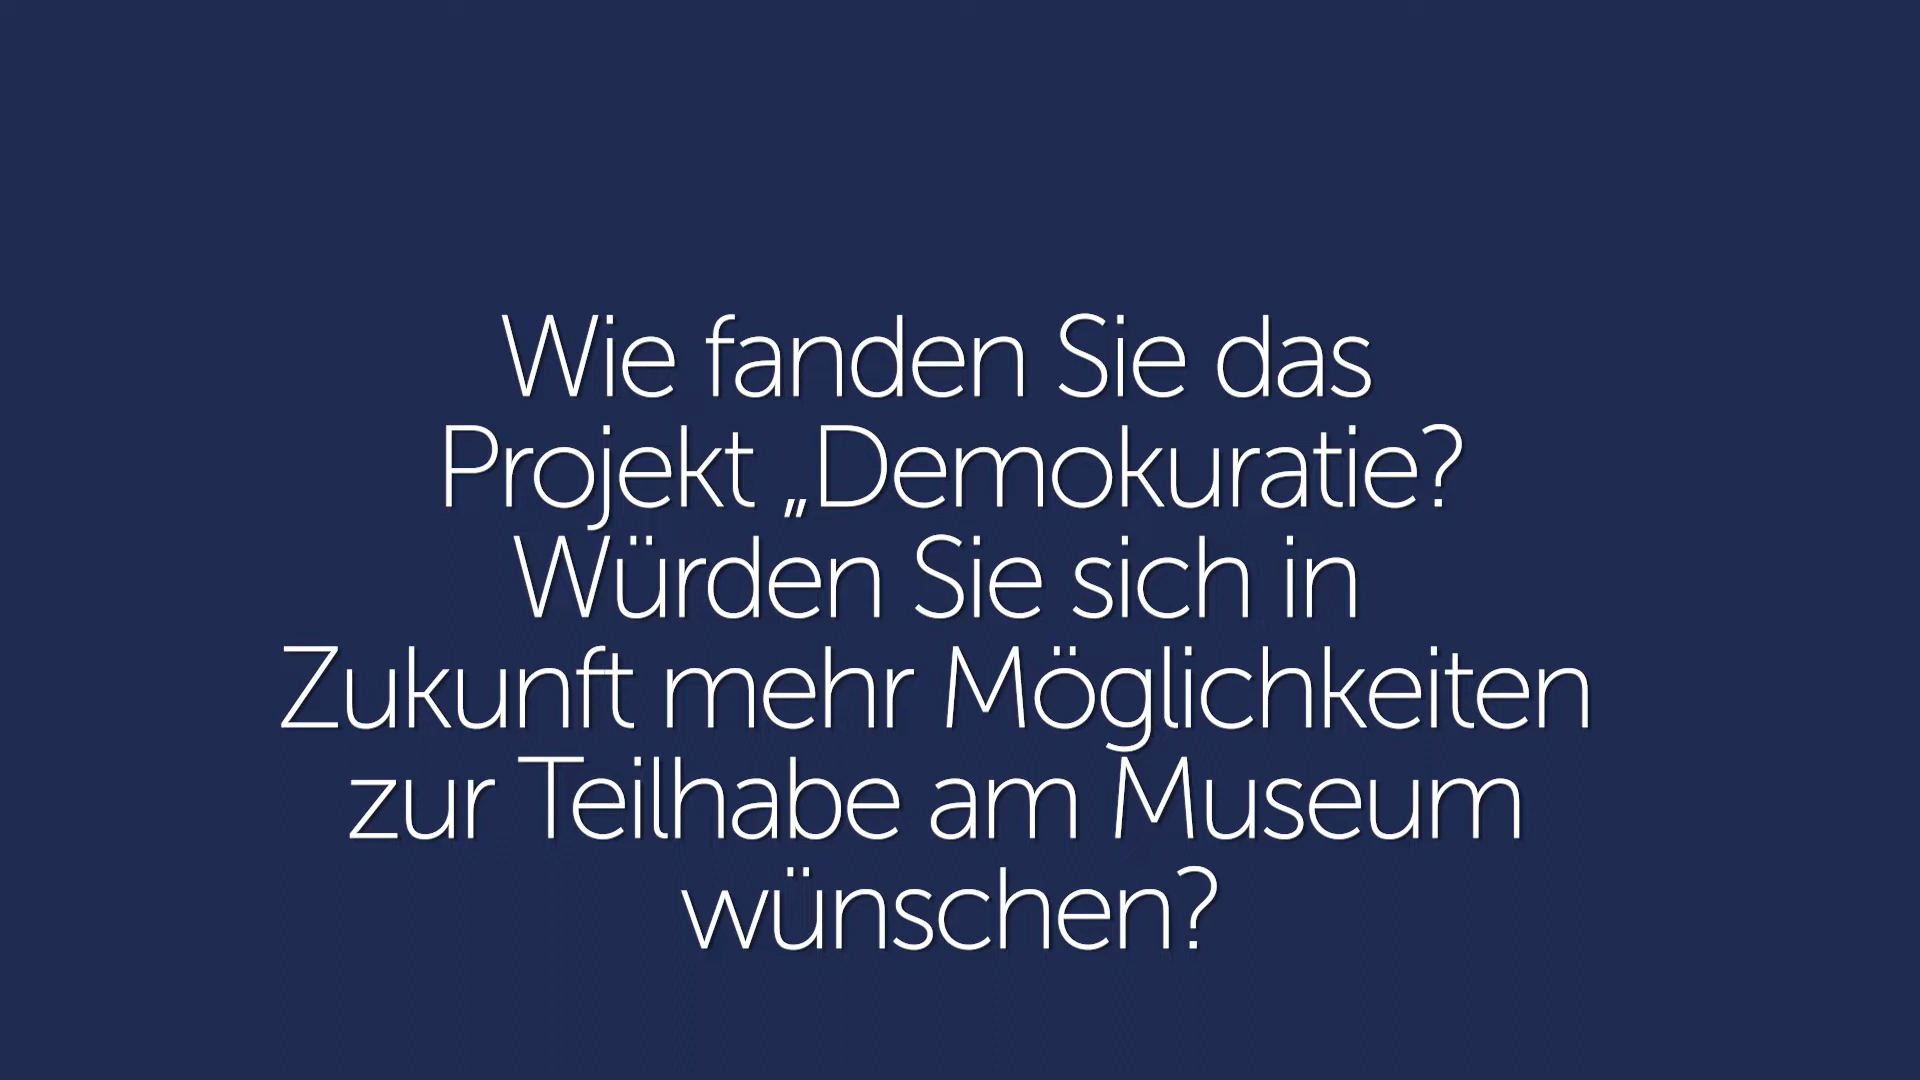 Wie fanden Sie das
Projekt „Demokuratie?
Würden Sie sich in
Zukunft mehr Möglichkeiten
zur Teilhabe am Museum
wünschen?